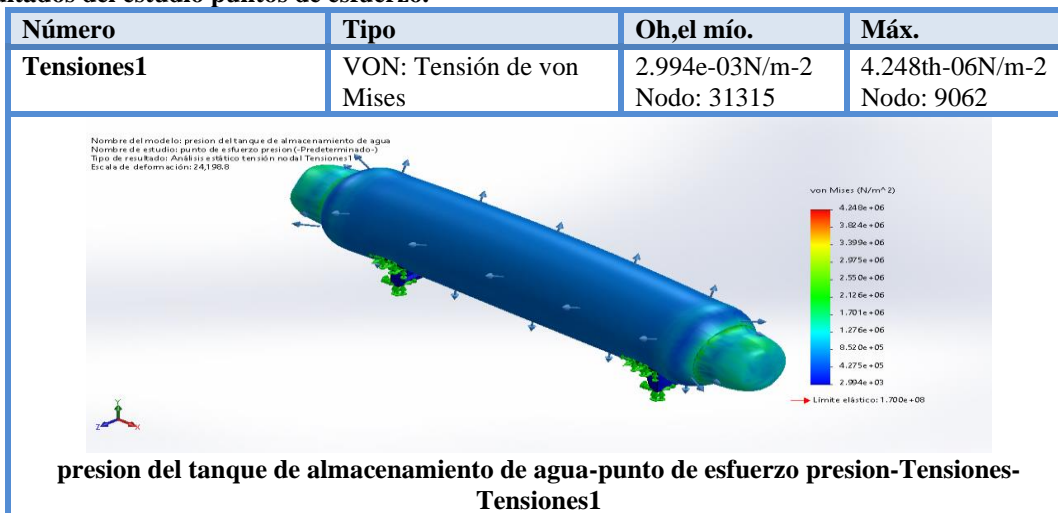 ltados del estudio puntos de esfuerzo.
Número Tipo Oh,el mío. Máx.
Tensiones1 VON: Tensión de von 2.994e-03N/m-2 4.248th-06N/m-2
Mises Nodo: 31315 Nodo: 9062
Nombre del modelo: presion del tanque de almacenamiento de agua
Nombre de estudio: punto de esfuerzo presion(-Predeterminado-)
Tipo de resultado: Análisis estático tensión nodal Tensiones1
Escala de deformación: 24,198.8
von Mises (N/m^2)
4.248e+06
3.824e+06
3.399e+06
2.975e+06
2.550e+06
2.126e+06
1.701e+06
1.276e+06
8.520e+05
4.275e+05
2.994e+03
Límite elástico: 1.700e+08
Y
Z X
presion del tanque de almacenamiento de agua-punto de esfuerzo presion-Tensiones-
Tensiones1